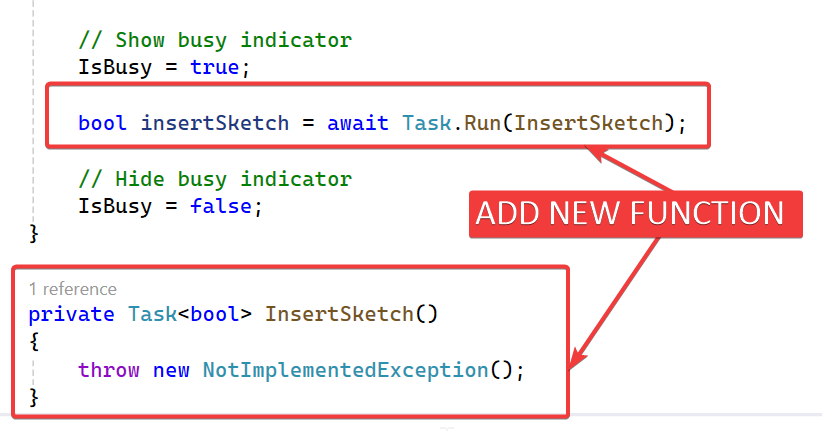 // Show busy indicator
IsBusy = true;
bool insertSketch = await Task.Run(InsertSketch);
// Hide busy indicator
IsBusy = false;
}
ADD NEW FUNCTION
1 reference
private Task<bool> InsertSketch()
{
throw new NotImplementedException();
}